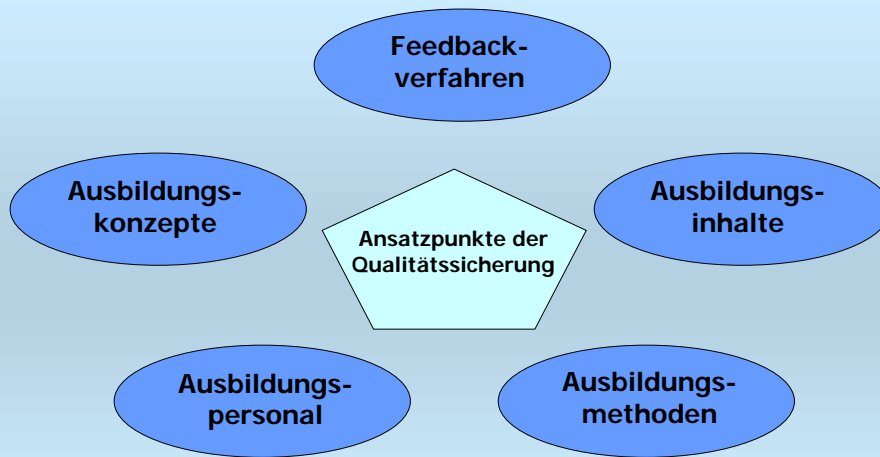 Feedback-
verfahren
Ausbildungs-
konzepte
Ansatzpunkte der
Qualitätssicherung
Ausbildungs-
inhalte
Ausbildungs-
personal
Ausbildungs-
methoden